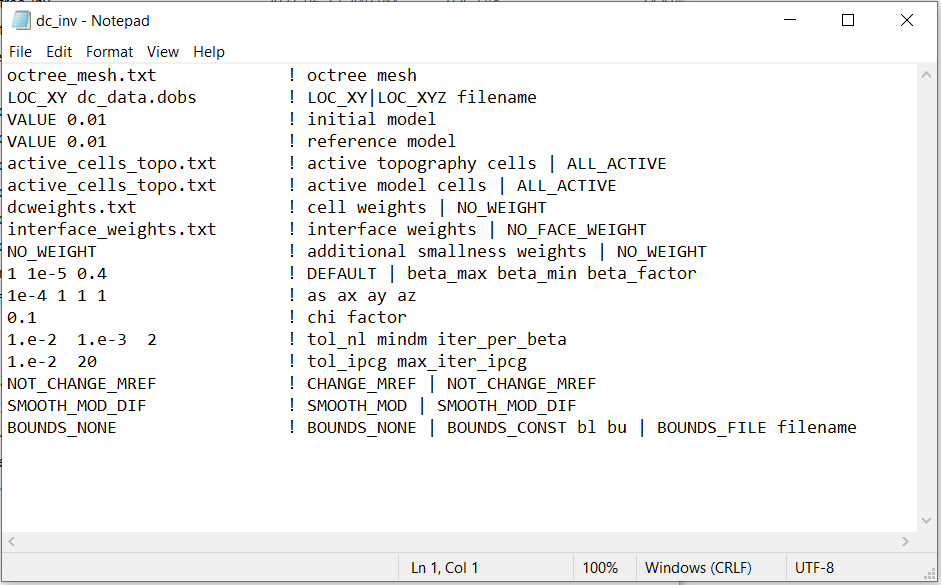 dc_inv - Notepad
File Edit Format View Help
octree_mesh.txt ! octree mesh
LOC_XY dc_data.dobs ! LOC_XY|LOC_XYZ filename
VALUE 0.01 ! initial model
VALUE 0.01 ! reference model
active_cells_topo.txt ! active topography cells | ALL_ACTIVE
active_cells_topo.txt ! active model cells | ALL_ACTIVE
dcweights.txt ! cell weights | NO_WEIGHT
interface_weights.txt ! interface weights | NO_FACE_WEIGHT
NO_WEIGHT ! additional smallness weights | NO_WEIGHT
1 1e-5 0.4 ! DEFAULT | beta_max beta_min beta_factor
1e-4 1 1 1 ! as ax ay az
0.1 ! chi factor
1.e-2 1.e-3 2 ! tol_nl mindm iter_per_beta
1.e-2 20 ! tol_ipcg max_iter_ipcg
NOT_CHANGE_MREF ! CHANGE_MREF | NOT_CHANGE_MREF
SMOOTH_MOD_DIF ! SMOOTH_MOD | SMOOTH_MOD_DIF
BOUNDS_NONE ! BOUNDS_NONE | BOUNDS_CONST bl bu | BOUNDS_FILE filename
Ln 1, Col 1 100% Windows (CRLF) UTF-8